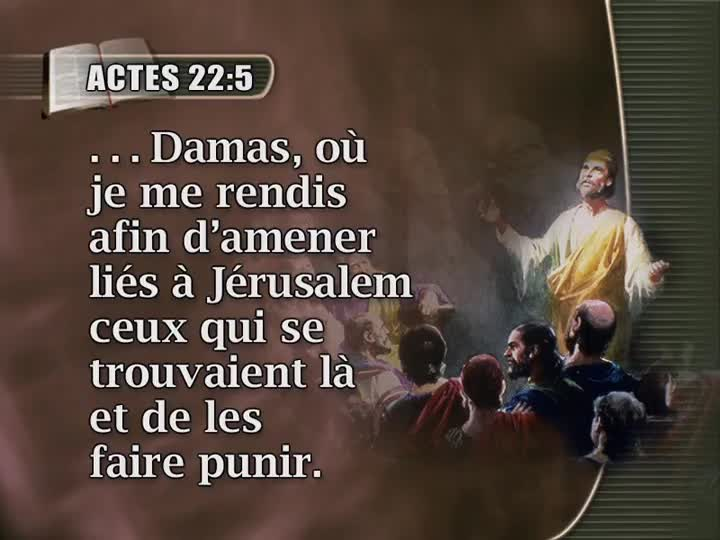 ACTES 22:5
. . . Damas, où
je me rendis
afin d’amener
liés à Jérusalem
ceux qui se
trouvaient là
et de les
faire punir.